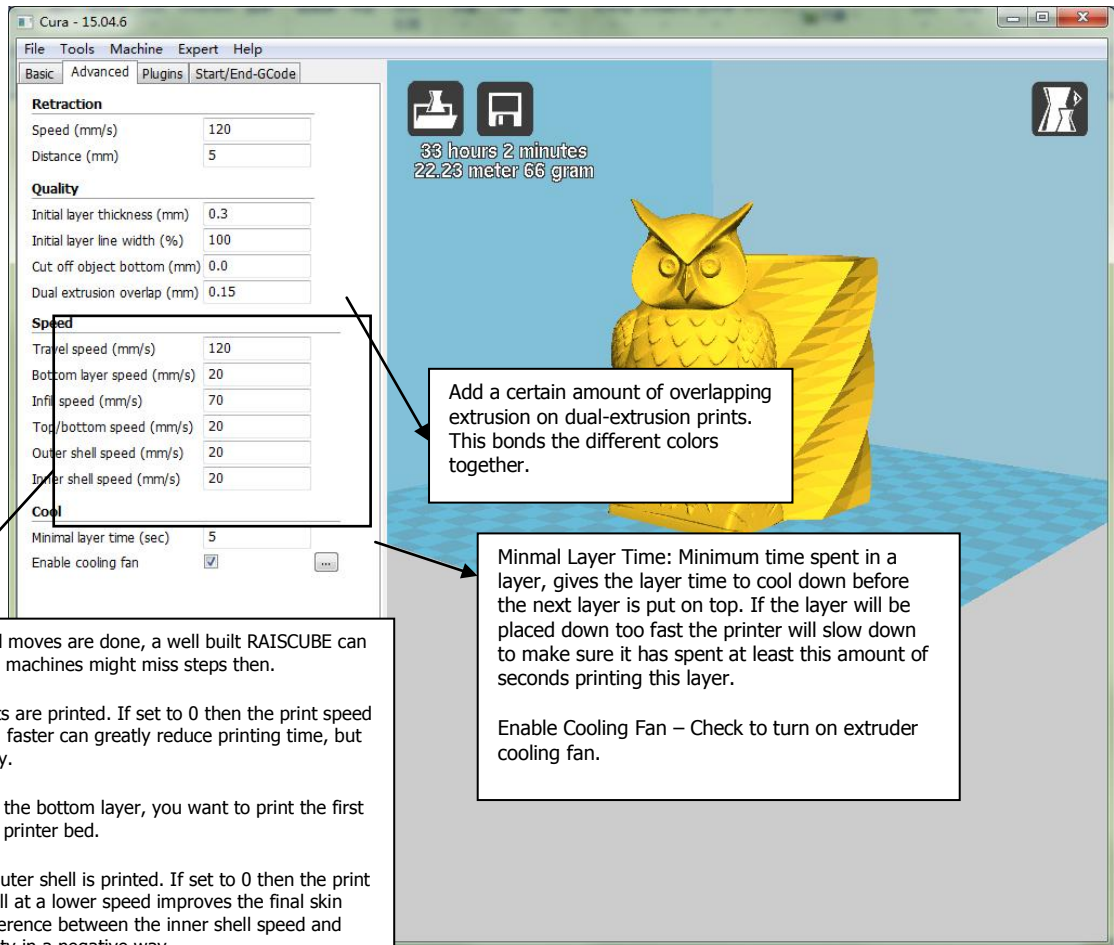 Cura - 15.04.6
File Tools Machine Expert Help
Basic Advanced Plugins Start/End-GCode
Retraction
Speed (mm/s) 120
Distance (mm) 5
Quality
Initial layer thickness (mm) 0.3
Initial layer line width (%) 100
Cut off object bottom (mm) 0.0
Dual extrusion overlap (mm) 0.15
Speed
Travel speed (mm/s) 120
Bottom layer speed (mm/s) 20
Infill speed (mm/s) 70
Top/bottom speed (mm/s) 20
Outer shell speed (mm/s) 20
Inner shell speed (mm/s) 20
Cool
Minimal layer time (sec) 5
Enable cooling fan ...
33 hours 2 minutes
22.23 meter 66 gram
Add a certain amount of overlapping
extrusion on dual-extrusion prints.
This bonds the different colors
together.
Minmal Layer Time: Minimum time spent in a
layer, gives the layer time to cool down before
the next layer is put on top. If the layer will be
placed down too fast the printer will slow down
to make sure it has spent at least this amount of
seconds printing this layer.
Enable Cooling Fan – Check to turn on extruder
cooling fan.
moves are done, a well built RAISCUBE can
machines might miss steps then.
are printed. If set to 0 then the print speed
faster can greatly reduce printing time, but
the bottom layer, you want to print the first
printer bed.
shell is printed. If set to 0 then the print
at a lower speed improves the final skin
between the inner shell speed and
in a negative way